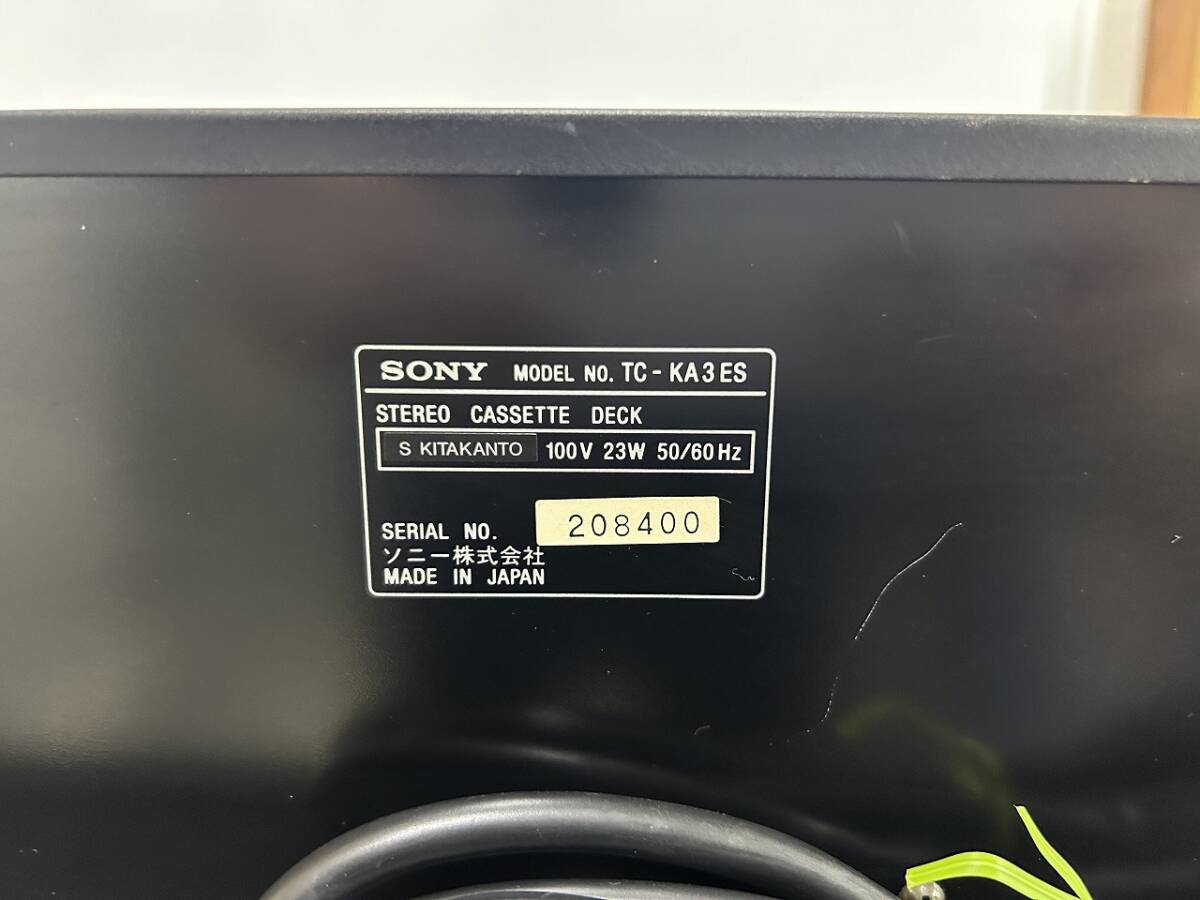 SONY MODEL NO. TC-KA3ES
STEREO CASSETTE DECK
S KITAKANTO 100V 23W 50/60Hz
SERIAL NO. 208400
ソニー株式会社
MADE IN JAPAN